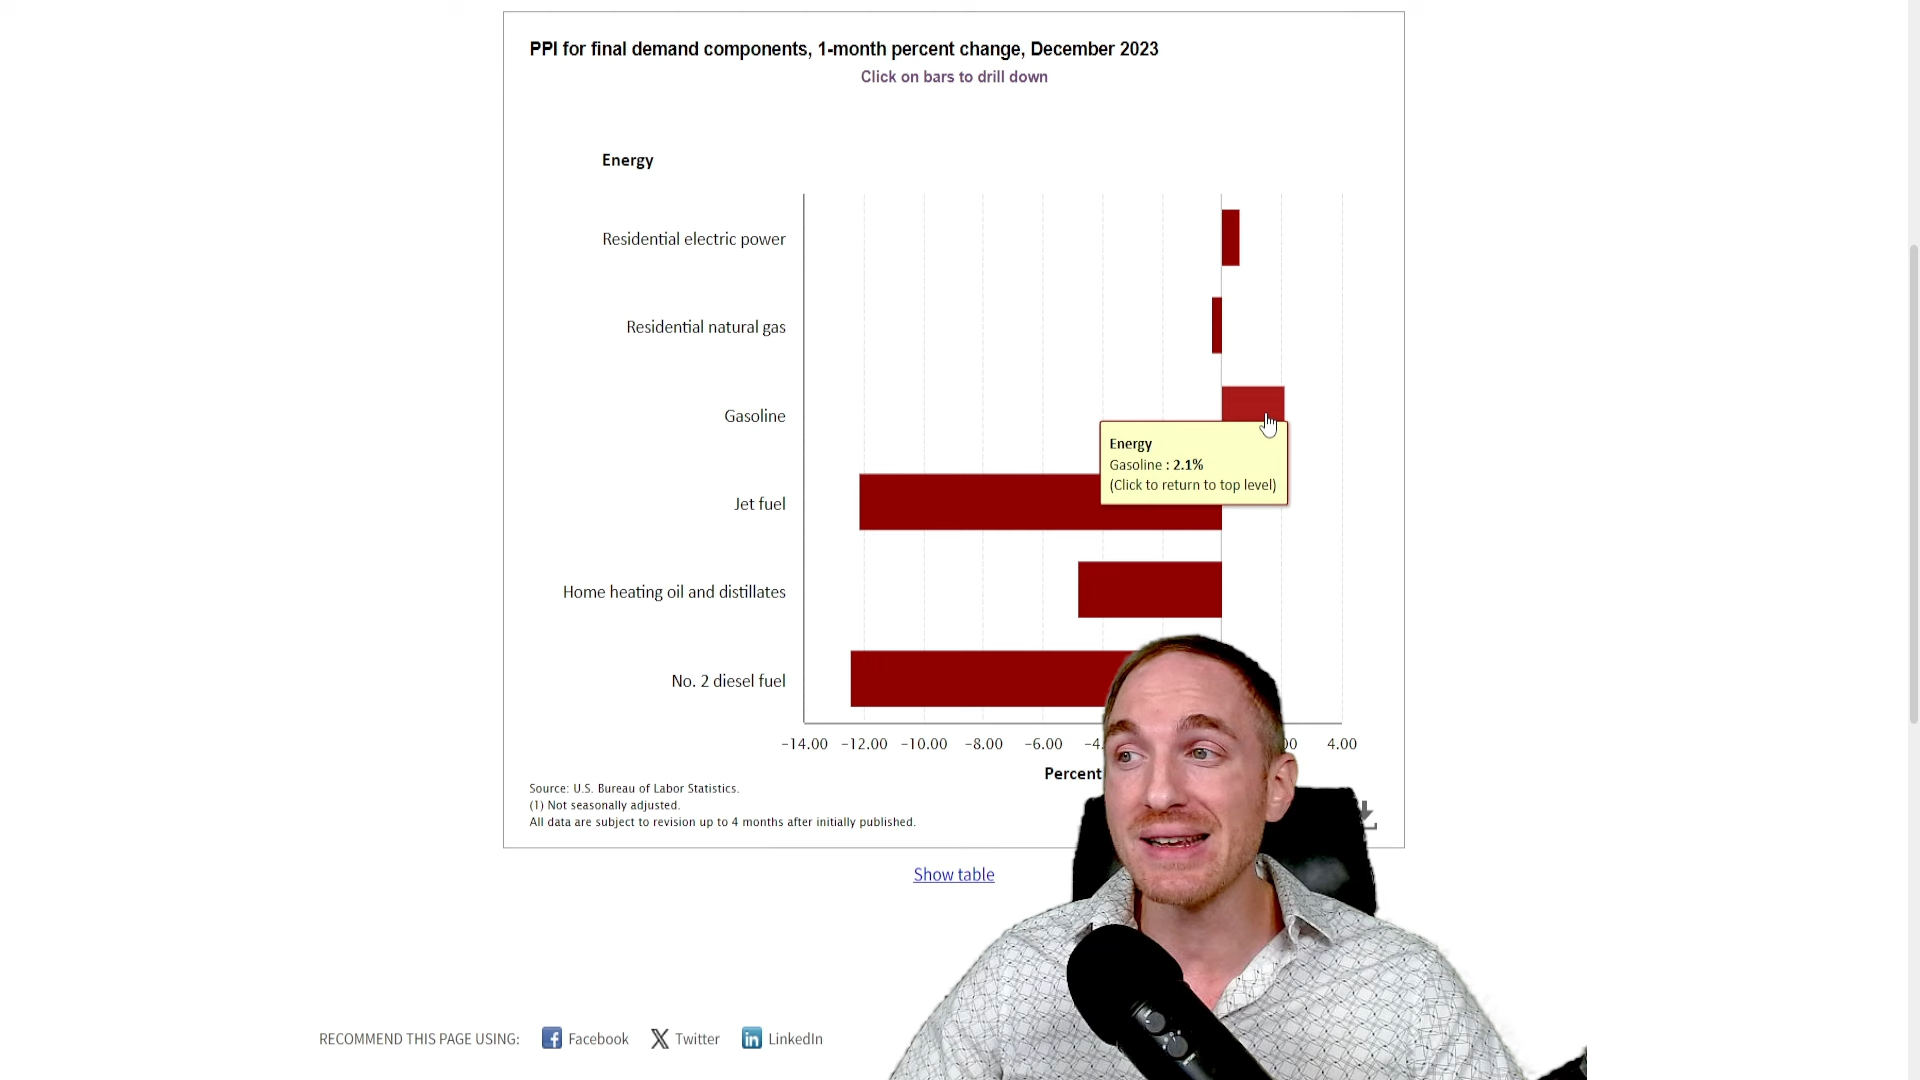 PPI for final demand components, 1-month percent change, December 2023
Click on bars to drill down
Energy
Residential electric power
Residential natural gas
Gasoline
Energy
Gasoline : 2.1%
(Click to return to top level)
Jet fuel
Home heating oil and distillates
No. 2 diesel fuel
-14.00 -12.00 -10.00 -8.00 -6.00 4.00
Percent
Source: U.S. Bureau of Labor Statistics.
(1) Not seasonally adjusted.
All data are subject to revision up to 4 months after initially published.
Show table
RECOMMEND THIS PAGE USING: Facebook Twitter LinkedIn